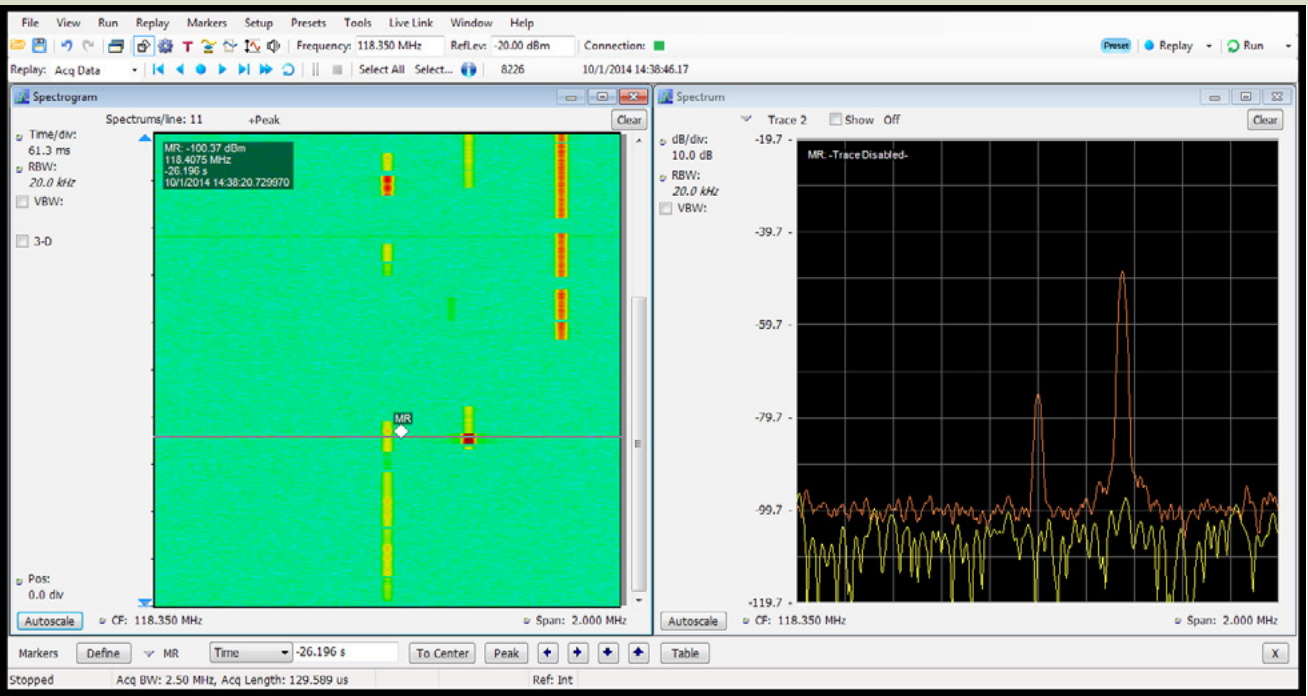 File View Run Replay Markers Setup Presets Tools Live Link Window Help
T Frequency: 118.350 MHz RefLev: -20.00 dBm Connection: Preset Replay Run
Replay: Acq Data Select All Select... 8226 10/1/2014 14:38:46.17
Spectrogram
Spectrums/line: 11 +Peak Clear
Time/div:
61.3 ms
RBW:
20.0 kHz
VBW:
3-D
MR: -100.37 dBm
118.4075 MHz
-26.196 s
10/1/2014 14:38:20.729970
MR
Pos:
0.0 div
Autoscale CF: 118.350 MHz Span: 2.000 MHz
Spectrum
Trace 2 Show Off Clear
dB/div:
10.0 dB
RBW:
20.0 kHz
VBW:
-19.7
MR: -Trace Disabled-
-39.7
-59.7
-79.7
-99.7
-119.7
Autoscale CF: 118.350 MHz Span: 2.000 MHz
Markers Define MR Time -26.196 s To Center Peak Table X
Stopped Acq BW: 2.50 MHz, Acq Length: 129.589 us Ref: Int